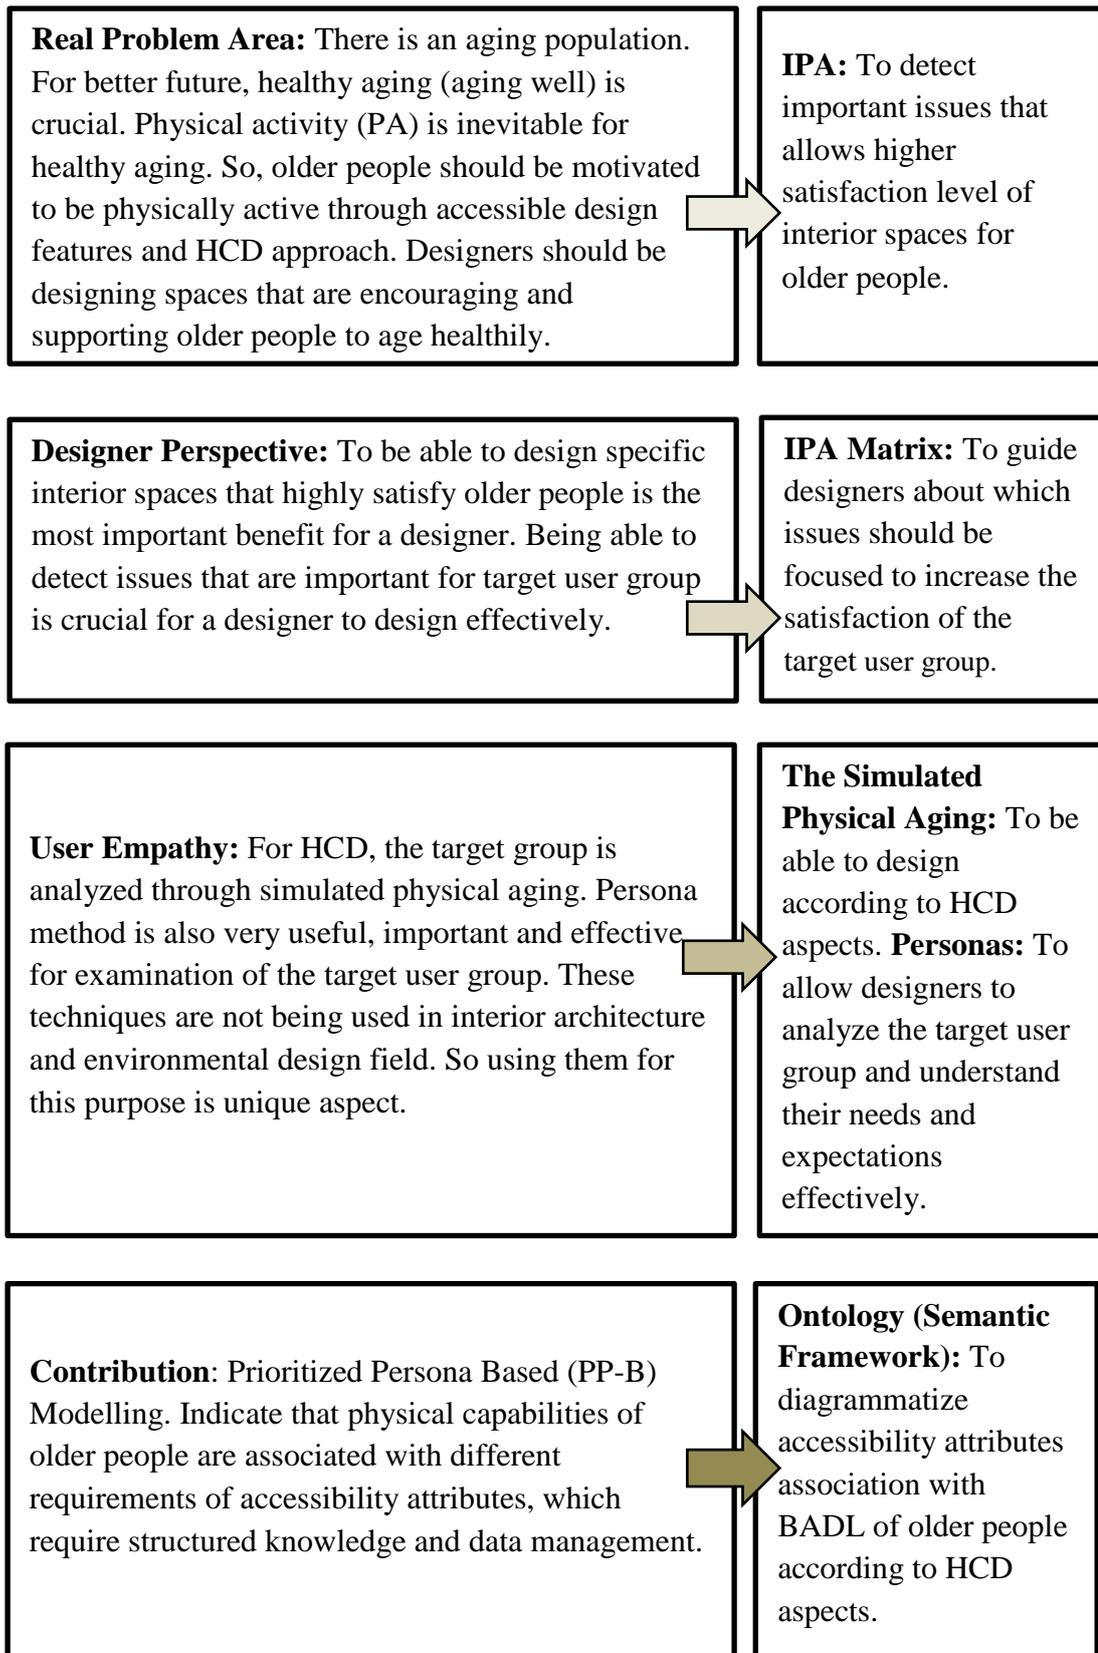 Real Problem Area: There is an aging population.
For better future, healthy aging (aging well) is
crucial. Physical activity (PA) is inevitable for
healthy aging. So, older people should be motivated
to be physically active through accessible design
features and HCD approach. Designers should be
designing spaces that are encouraging and
supporting older people to age healthily.
IPA: To detect
important issues that
allows higher
satisfaction level of
interior spaces for
older people.
Designer Perspective: To be able to design specific
interior spaces that highly satisfy older people is the
most important benefit for a designer. Being able to
detect issues that are important for target user group
is crucial for a designer to design effectively.
IPA Matrix: To guide
designers about which
issues should be
focused to increase the
satisfaction of the
target user group.
User Empathy: For HCD, the target group is
analyzed through simulated physical aging. Persona
method is also very useful, important and effective
for examination of the target user group. These
techniques are not being used in interior architecture
and environmental design field. So using them for
this purpose is unique aspect.
The Simulated
Physical Aging: To be
able to design
according to HCD
aspects. Personas: To
allow designers to
analyze the target user
group and understand
their needs and
expectations
effectively.
Contribution: Prioritized Persona Based (PP-B)
Modelling. Indicate that physical capabilities of
older people are associated with different
requirements of accessibility attributes, which
require structured knowledge and data management.
Ontology (Semantic
Framework): To
diagrammatize
accessibility attributes
association with
BADL of older people
according to HCD
aspects.